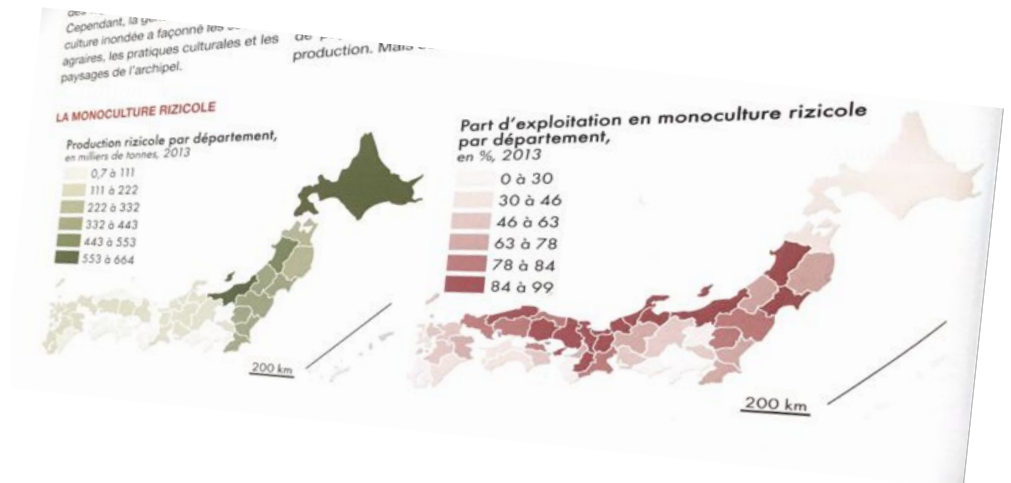 Cependant, la
culture inondée a façonné les
agraires, les pratiques culturales et les
paysages de l'archipel.
production. Mais
LA MONOCULTURE RIZICOLE
Production rizicole par département,
en milliers de tonnes, 2013
0,7 à 111
111 à 222
222 à 332
332 à 443
443 à 553
553 à 664
200 km
Part d'exploitation en monoculture rizicole
par département,
en %, 2013
0 à 30
30 à 46
46 à 63
63 à 78
78 à 84
84 à 99
200 km